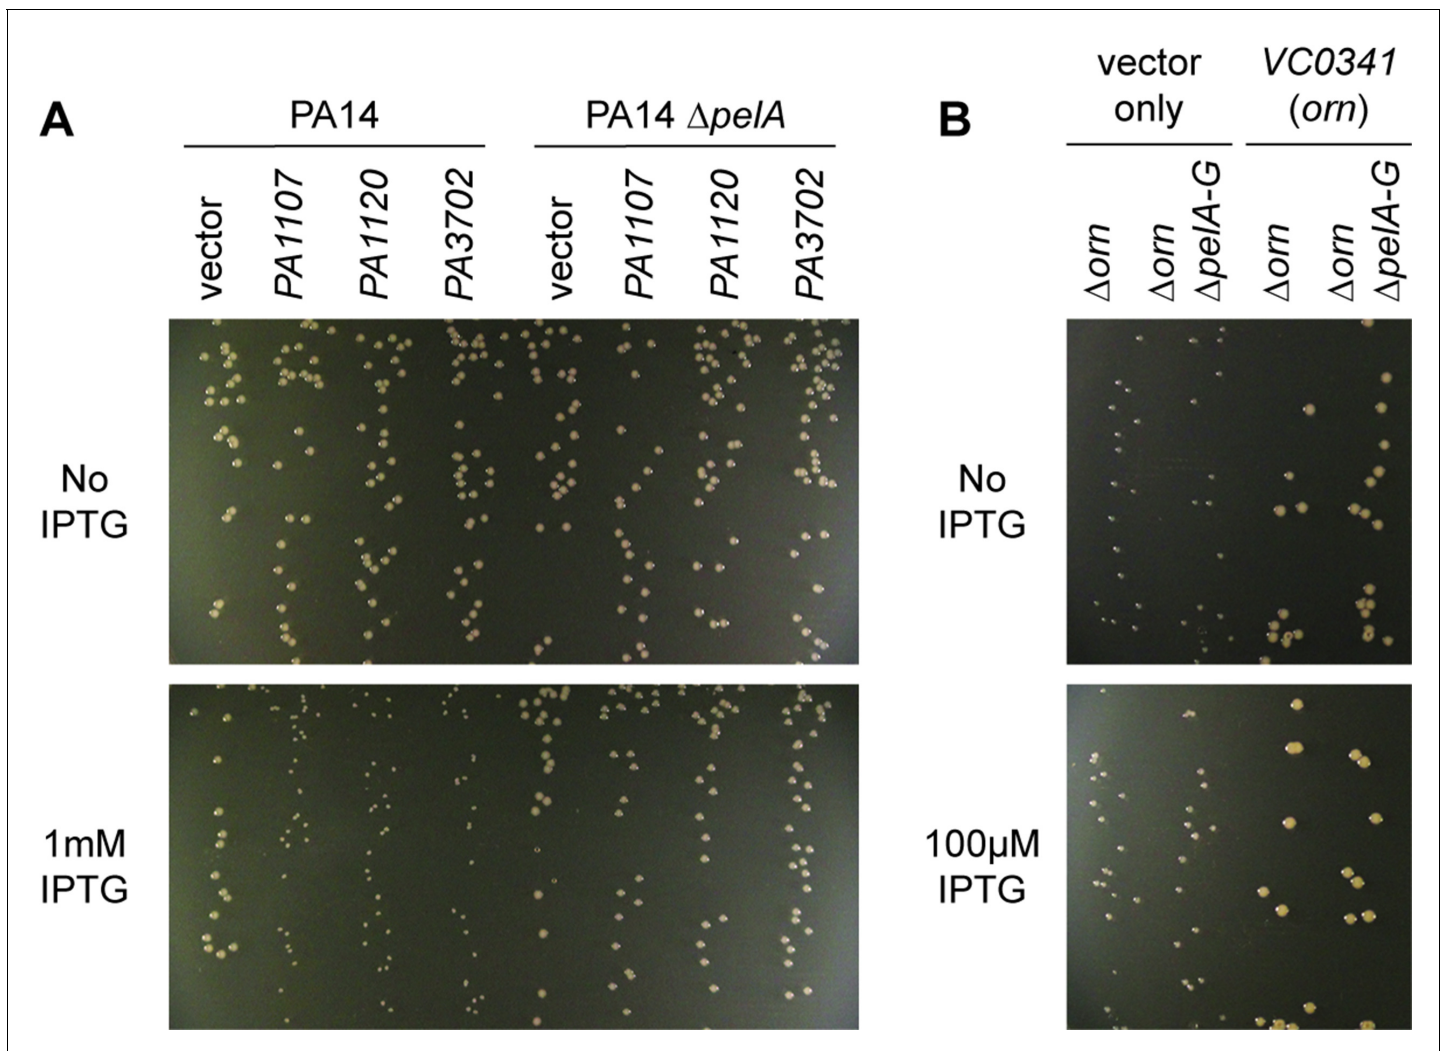 A
PA14
PA14 ΔpelA
vector
PA1107
PA1120
PA3702
vector
PA1107
PA1120
PA3702
No
IPTG
1mM
IPTG
B
vector
only
VC0341
(orn)
Δorn
Δorn
ΔpelA-G
Δorn
Δorn
ΔpelA-G
No
IPTG
100µM
IPTG